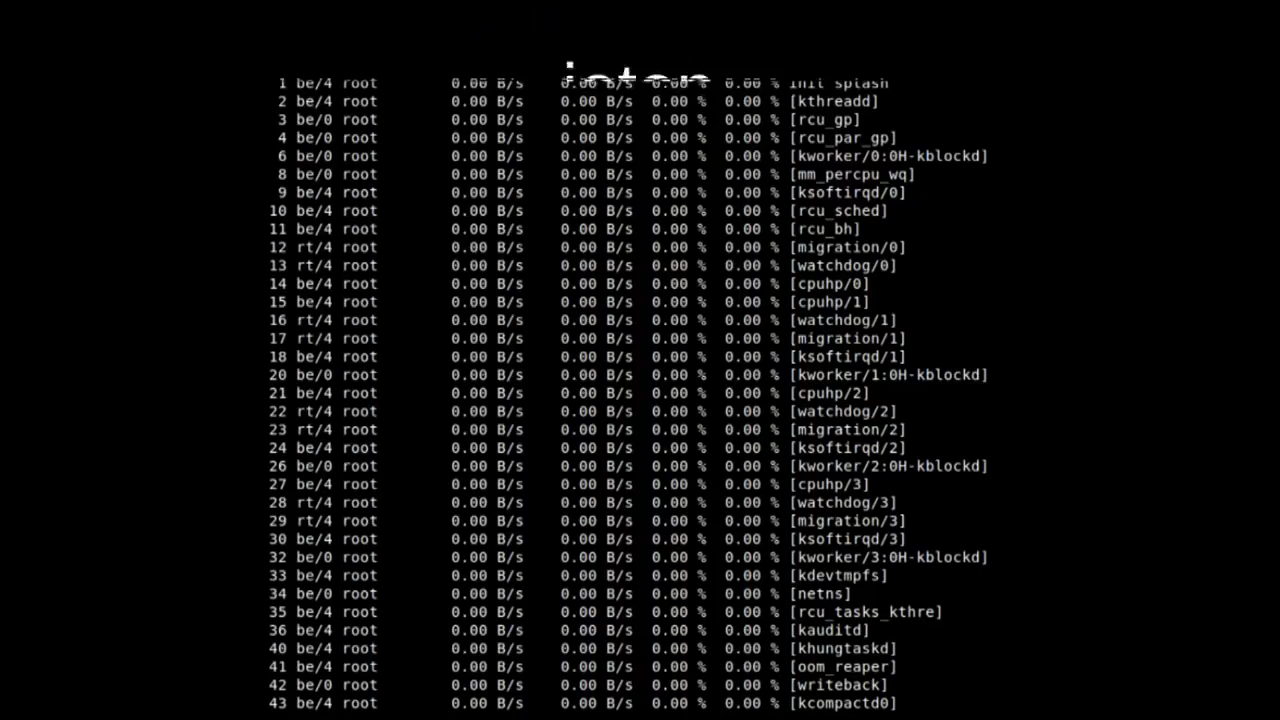 iotop
1 be/4 root 0.00 B/s 0.00 B/s 0.00 % 0.00 % init splash
2 be/4 root 0.00 B/s 0.00 B/s 0.00 % 0.00 % [kthreadd]
3 be/0 root 0.00 B/s 0.00 B/s 0.00 % 0.00 % [rcu_gp]
4 be/0 root 0.00 B/s 0.00 B/s 0.00 % 0.00 % [rcu_par_gp]
6 be/0 root 0.00 B/s 0.00 B/s 0.00 % 0.00 % [kworker/0:0H-kblockd]
8 be/0 root 0.00 B/s 0.00 B/s 0.00 % 0.00 % [mm_percpu_wq]
9 be/4 root 0.00 B/s 0.00 B/s 0.00 % 0.00 % [ksoftirqd/0]
10 be/4 root 0.00 B/s 0.00 B/s 0.00 % 0.00 % [rcu_sched]
11 be/4 root 0.00 B/s 0.00 B/s 0.00 % 0.00 % [rcu_bh]
12 rt/4 root 0.00 B/s 0.00 B/s 0.00 % 0.00 % [migration/0]
13 rt/4 root 0.00 B/s 0.00 B/s 0.00 % 0.00 % [watchdog/0]
14 be/4 root 0.00 B/s 0.00 B/s 0.00 % 0.00 % [cpuhp/0]
15 be/4 root 0.00 B/s 0.00 B/s 0.00 % 0.00 % [cpuhp/1]
16 rt/4 root 0.00 B/s 0.00 B/s 0.00 % 0.00 % [watchdog/1]
17 rt/4 root 0.00 B/s 0.00 B/s 0.00 % 0.00 % [migration/1]
18 be/4 root 0.00 B/s 0.00 B/s 0.00 % 0.00 % [ksoftirqd/1]
20 be/0 root 0.00 B/s 0.00 B/s 0.00 % 0.00 % [kworker/1:0H-kblockd]
21 be/4 root 0.00 B/s 0.00 B/s 0.00 % 0.00 % [cpuhp/2]
22 rt/4 root 0.00 B/s 0.00 B/s 0.00 % 0.00 % [watchdog/2]
23 rt/4 root 0.00 B/s 0.00 B/s 0.00 % 0.00 % [migration/2]
24 be/4 root 0.00 B/s 0.00 B/s 0.00 % 0.00 % [ksoftirqd/2]
26 be/0 root 0.00 B/s 0.00 B/s 0.00 % 0.00 % [kworker/2:0H-kblockd]
27 be/4 root 0.00 B/s 0.00 B/s 0.00 % 0.00 % [cpuhp/3]
28 rt/4 root 0.00 B/s 0.00 B/s 0.00 % 0.00 % [watchdog/3]
29 rt/4 root 0.00 B/s 0.00 B/s 0.00 % 0.00 % [migration/3]
30 be/4 root 0.00 B/s 0.00 B/s 0.00 % 0.00 % [ksoftirqd/3]
32 be/0 root 0.00 B/s 0.00 B/s 0.00 % 0.00 % [kworker/3:0H-kblockd]
33 be/4 root 0.00 B/s 0.00 B/s 0.00 % 0.00 % [kdevtmpfs]
34 be/0 root 0.00 B/s 0.00 B/s 0.00 % 0.00 % [netns]
35 be/4 root 0.00 B/s 0.00 B/s 0.00 % 0.00 % [rcu_tasks_kthre]
36 be/4 root 0.00 B/s 0.00 B/s 0.00 % 0.00 % [kauditd]
40 be/4 root 0.00 B/s 0.00 B/s 0.00 % 0.00 % [khungtaskd]
41 be/4 root 0.00 B/s 0.00 B/s 0.00 % 0.00 % [oom_reaper]
42 be/0 root 0.00 B/s 0.00 B/s 0.00 % 0.00 % [writeback]
43 be/4 root 0.00 B/s 0.00 B/s 0.00 % 0.00 % [kcompactd0]